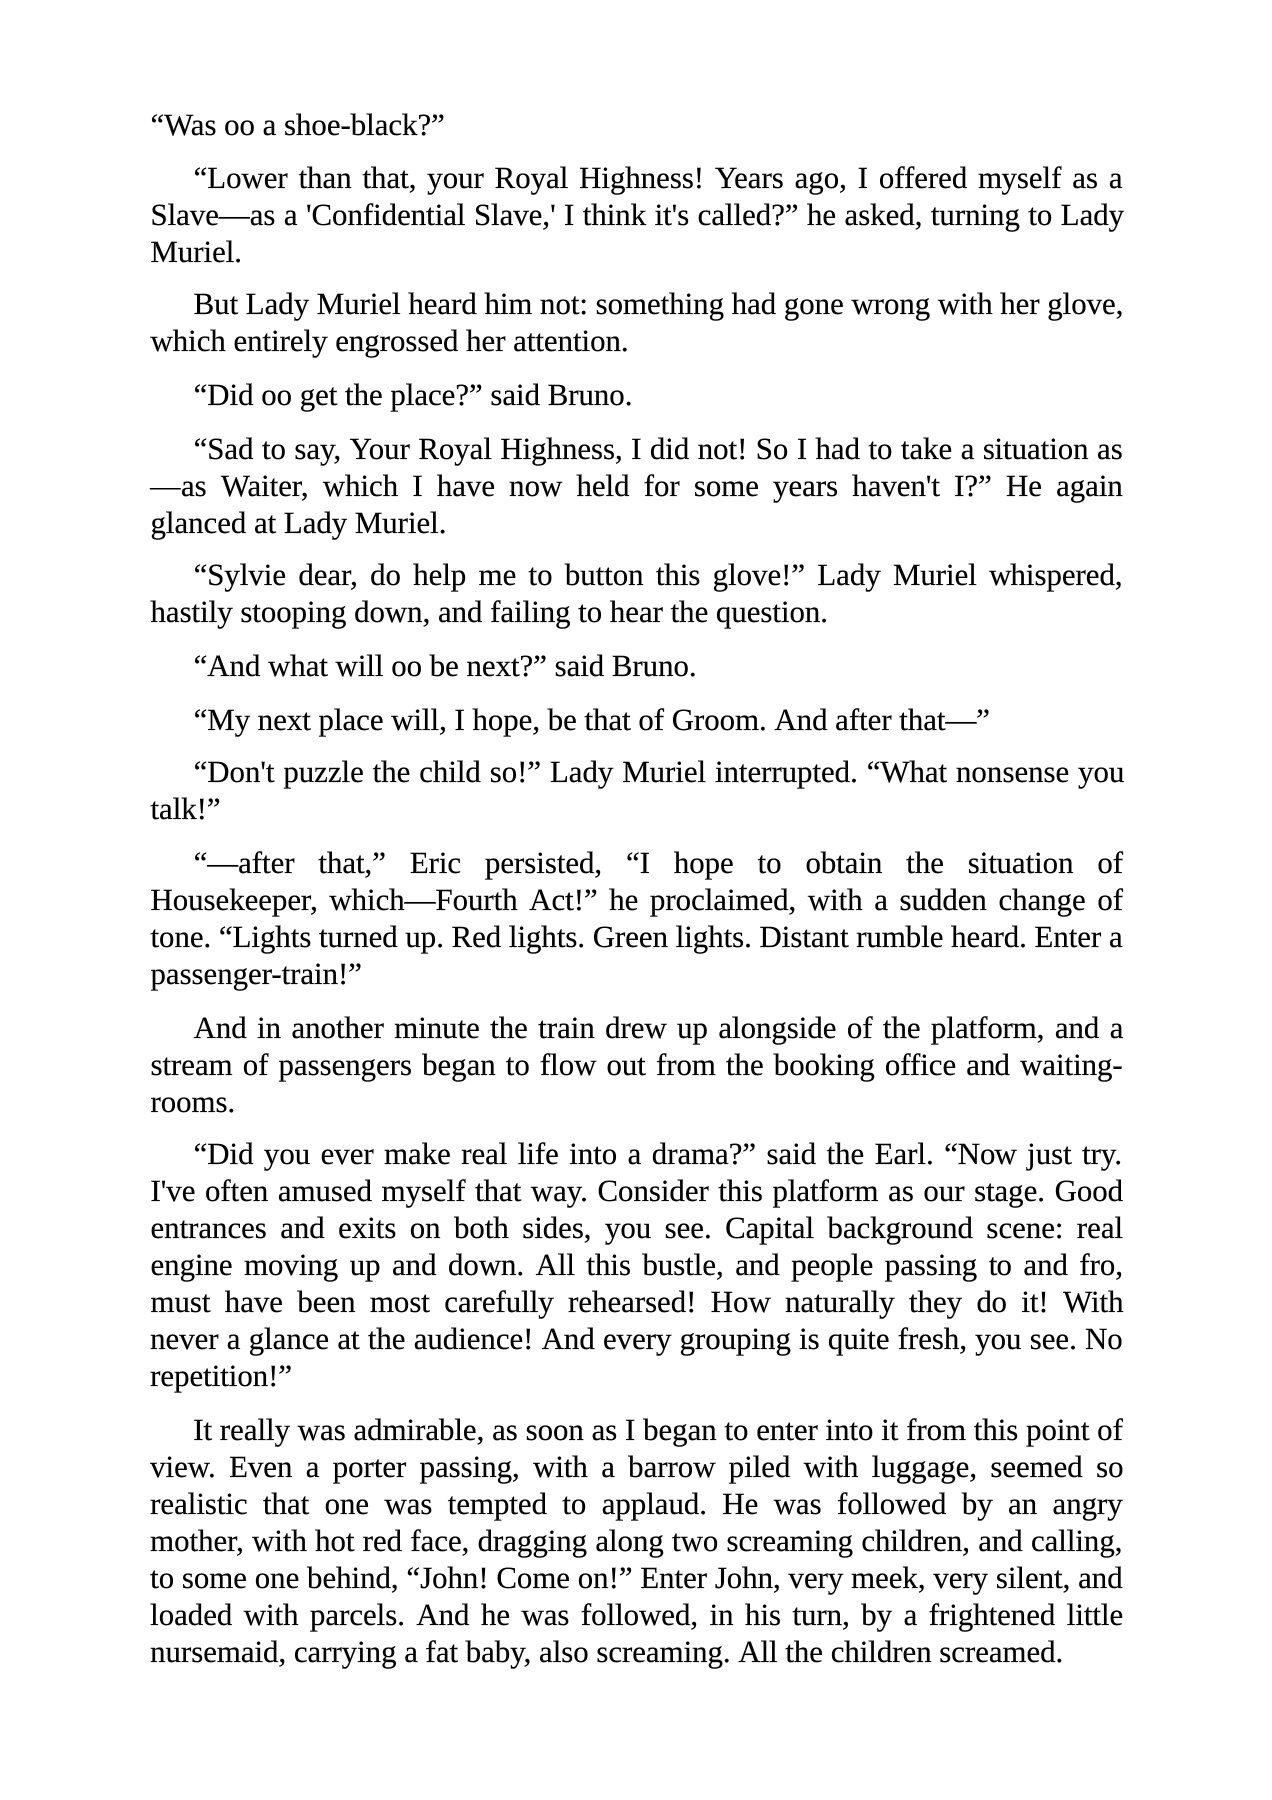 “Was oo a shoe-black?”
“Lower than that, your Royal Highness! Years ago, I offered myself as a
Slave—as a 'Confidential Slave,' I think it's called?” he asked, turning to Lady
Muriel.
But Lady Muriel heard him not: something had gone wrong with her glove,
which entirely engrossed her attention.
“Did oo get the place?” said Bruno.
“Sad to say, Your Royal Highness, I did not! So I had to take a situation as
—as Waiter, which I have now held for some years haven't I?” He again
glanced at Lady Muriel.
“Sylvie dear, do help me to button this glove!” Lady Muriel whispered,
hastily stooping down, and failing to hear the question.
“And what will oo be next?” said Bruno.
“My next place will, I hope, be that of Groom. And after that—”
“Don't puzzle the child so!” Lady Muriel interrupted. “What nonsense you
talk!”
“—after that,” Eric persisted, “I hope to obtain the situation of
Housekeeper, which—Fourth Act!” he proclaimed, with a sudden change of
tone. “Lights turned up. Red lights. Green lights. Distant rumble heard. Enter a
passenger-train!”
And in another minute the train drew up alongside of the platform, and a
stream of passengers began to flow out from the booking office and waiting-
rooms.
“Did you ever make real life into a drama?” said the Earl. “Now just try.
I've often amused myself that way. Consider this platform as our stage. Good
entrances and exits on both sides, you see. Capital background scene: real
engine moving up and down. All this bustle, and people passing to and fro,
must have been most carefully rehearsed! How naturally they do it! With
never a glance at the audience! And every grouping is quite fresh, you see. No
repetition!”
It really was admirable, as soon as I began to enter into it from this point of
view. Even a porter passing, with a barrow piled with luggage, seemed so
realistic that one was tempted to applaud. He was followed by an angry
mother, with hot red face, dragging along two screaming children, and calling,
to some one behind, “John! Come on!” Enter John, very meek, very silent, and
loaded with parcels. And he was followed, in his turn, by a frightened little
nursemaid, carrying a fat baby, also screaming. All the children screamed.